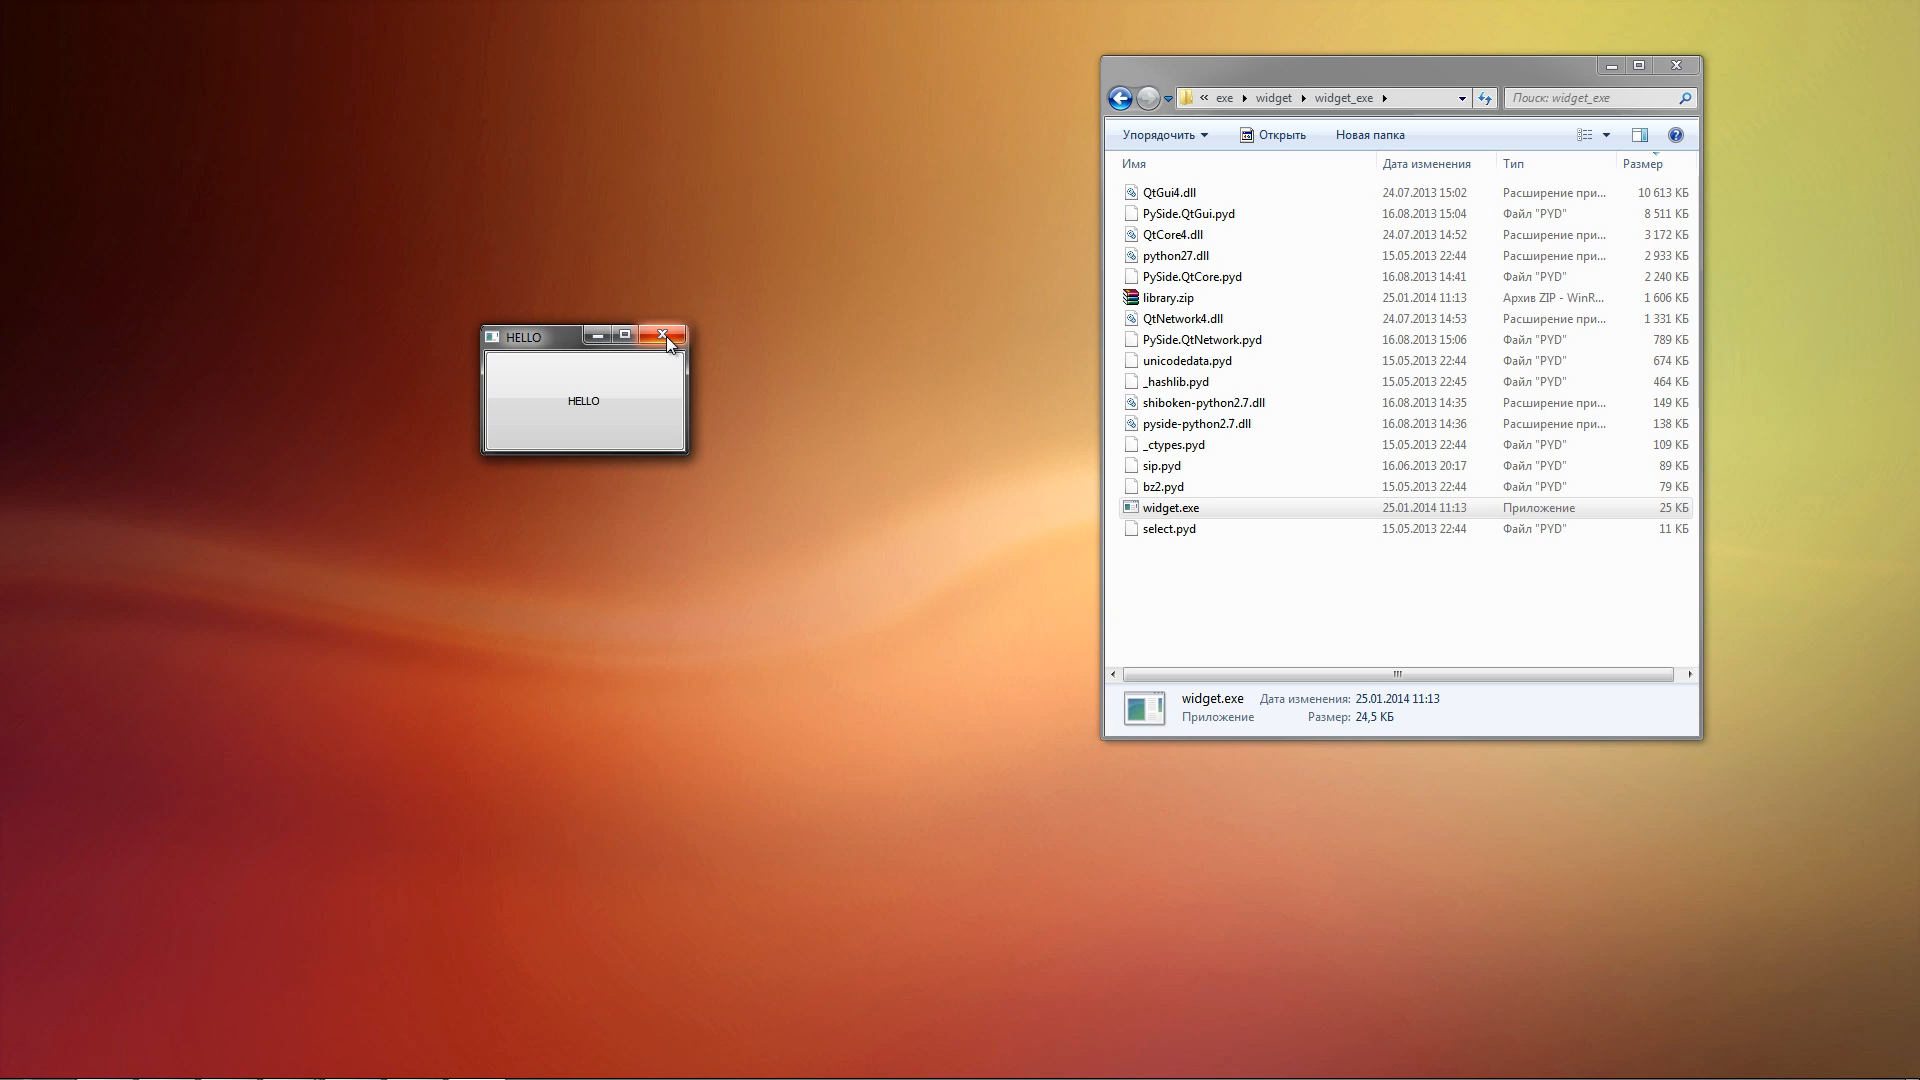 HELLO
HELLO
« exe widget widget_exe
Поиск: widget_exe
Упорядочить Открыть Новая папка
Имя Дата изменения Тип Размер
QtGui4.dll 24.07.2013 15:02 Расширение при... 10 613 КБ
PySide.QtGui.pyd 16.08.2013 15:04 Файл "PYD" 8 511 КБ
QtCore4.dll 24.07.2013 14:52 Расширение при... 3 172 КБ
python27.dll 15.05.2013 22:44 Расширение при... 2 933 КБ
PySide.QtCore.pyd 16.08.2013 14:41 Файл "PYD" 2 240 КБ
library.zip 25.01.2014 11:13 Архив ZIP - WinR... 1 606 КБ
QtNetwork4.dll 24.07.2013 14:53 Расширение при... 1 331 КБ
PySide.QtNetwork.pyd 16.08.2013 15:06 Файл "PYD" 789 КБ
unicodedata.pyd 15.05.2013 22:44 Файл "PYD" 674 КБ
_hashlib.pyd 15.05.2013 22:45 Файл "PYD" 464 КБ
shiboken-python2.7.dll 16.08.2013 14:35 Расширение при... 149 КБ
pyside-python2.7.dll 16.08.2013 14:36 Расширение при... 138 КБ
_ctypes.pyd 15.05.2013 22:44 Файл "PYD" 109 КБ
sip.pyd 16.06.2013 20:17 Файл "PYD" 89 КБ
bz2.pyd 15.05.2013 22:44 Файл "PYD" 79 КБ
widget.exe 25.01.2014 11:13 Приложение 25 КБ
select.pyd 15.05.2013 22:44 Файл "PYD" 11 КБ
widget.exe Дата изменения: 25.01.2014 11:13
Приложение Размер: 24,5 КБ